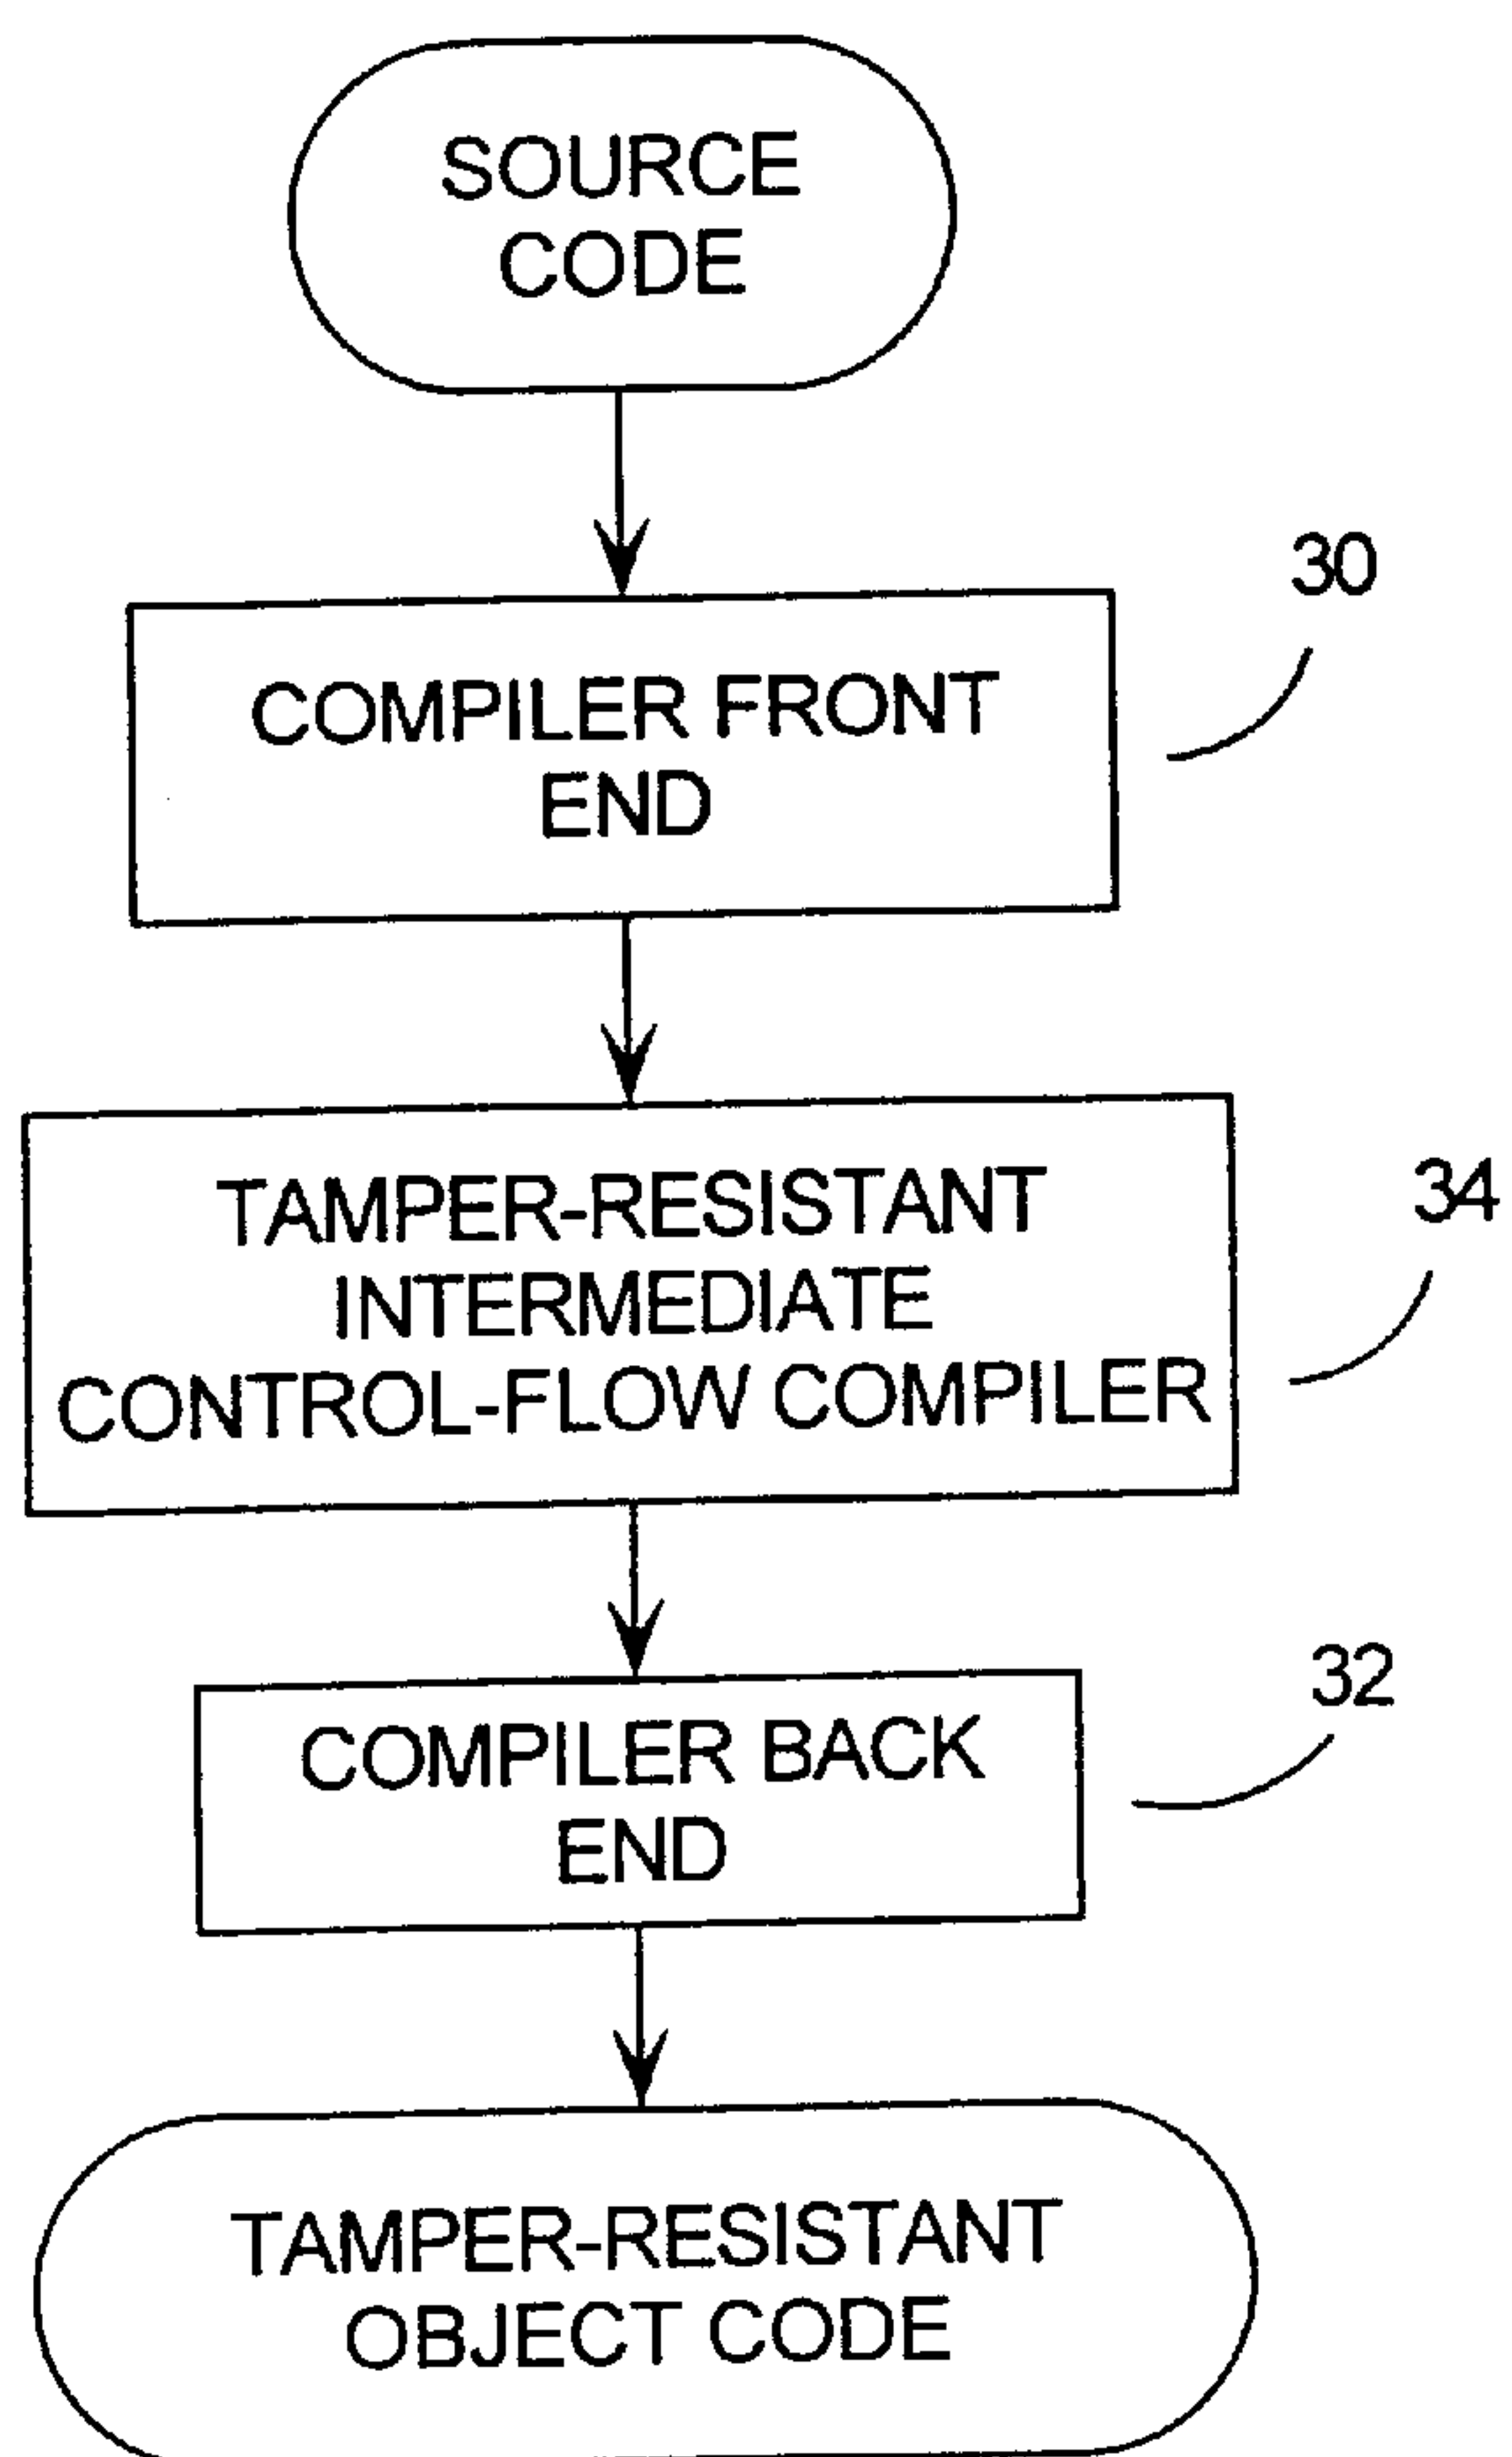 SOURCE
CODE
30
COMPILER FRONT
END
34
TAMPER-RESISTANT
INTERMEDIATE
CONTROL-FLOW COMPILER
32
COMPILER BACK
END
TAMPER-RESISTANT
OBJECT CODE